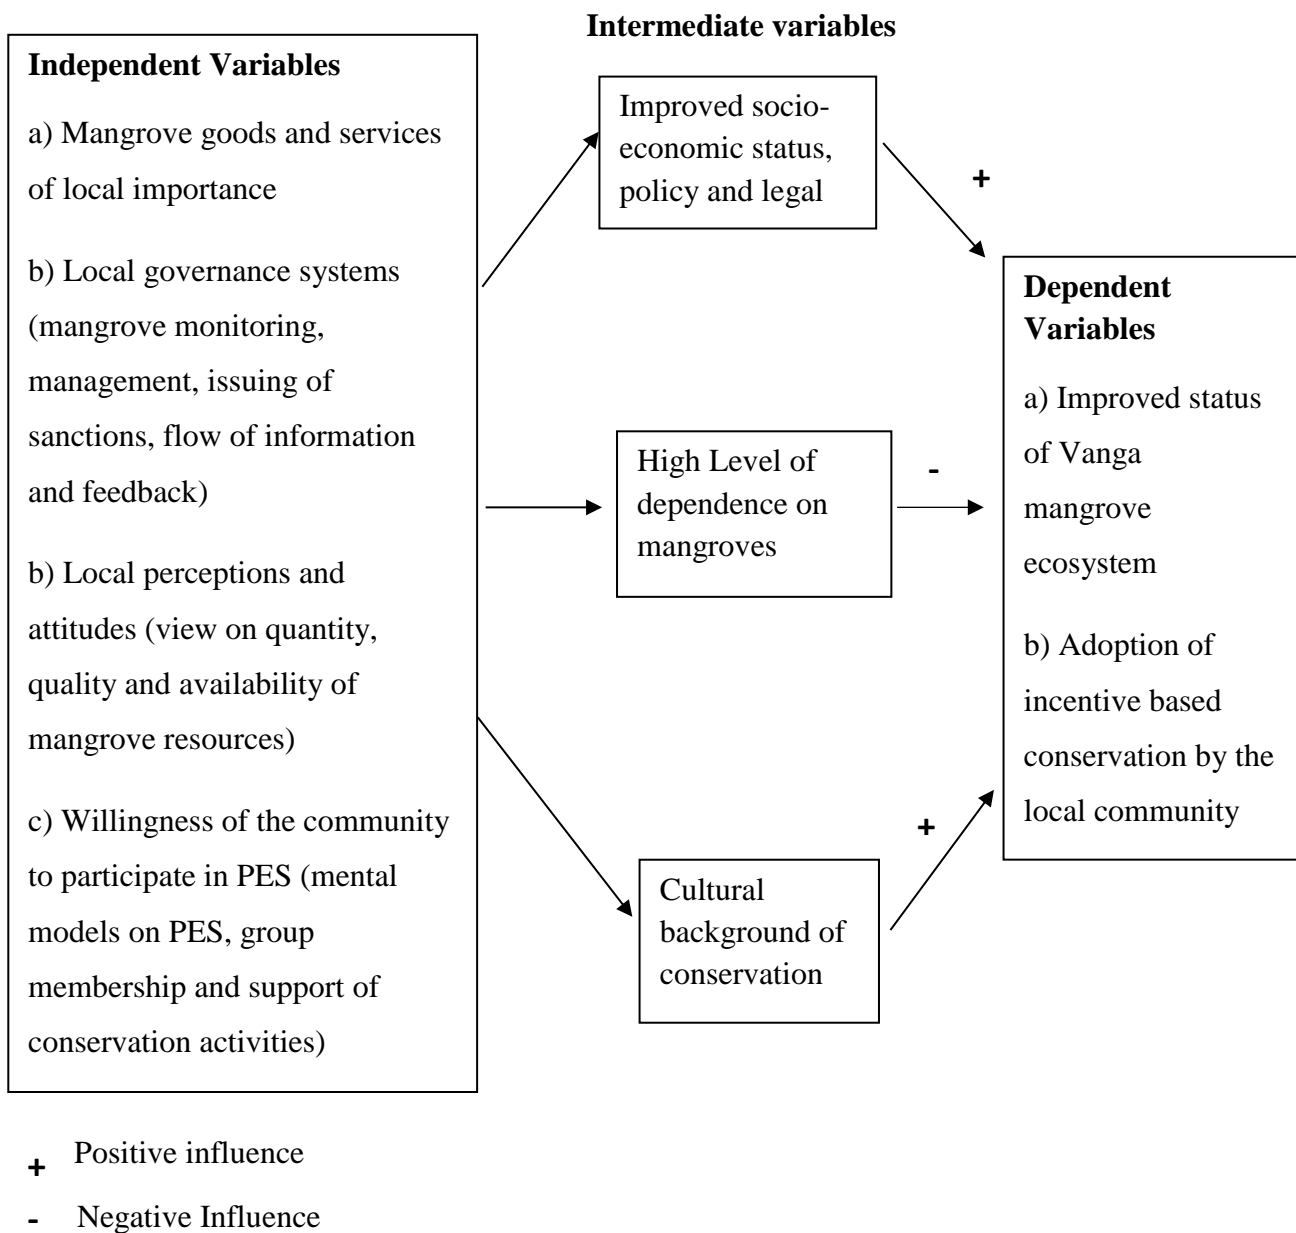 Intermediate variables
Independent Variables
a) Mangrove goods and services
of local importance
b) Local governance systems
(mangrove monitoring,
management, issuing of
sanctions, flow of information
and feedback)
b) Local perceptions and
attitudes (view on quantity,
quality and availability of
mangrove resources)
c) Willingness of the community
to participate in PES (mental
models on PES, group
membership and support of
conservation activities)
Improved socio-
economic status,
policy and legal
+
High Level of
dependence on
mangroves
-
Cultural
background of
conservation
+
Dependent
Variables
a) Improved status
of Vanga
mangrove
ecosystem
b) Adoption of
incentive based
conservation by the
local community
+ Positive influence
- Negative Influence